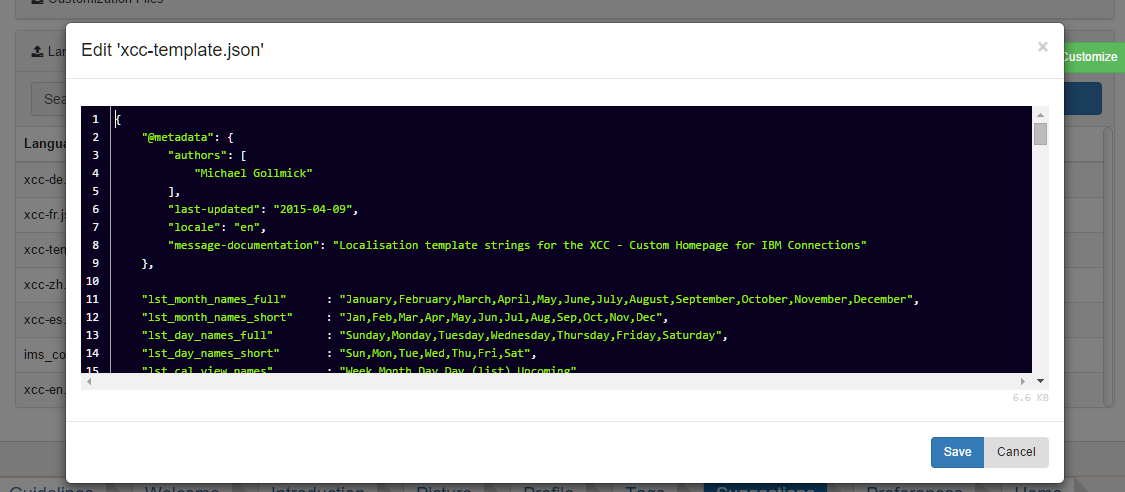 Customization Files
Edit 'xcc-template.json'
×
Customize
1 {
2 "@metadata": {
3 "authors": [
4 "Michael Gollmick"
5 ],
6 "last-updated": "2015-04-09",
7 "locale": "en",
8 "message-documentation": "Localisation template strings for the XCC - Custom Homepage for IBM Connections"
9 },
10
11 "lst_month_names_full" : "January,February,March,April,May,June,July,August,September,October,November,December",
12 "lst_month_names_short" : "Jan,Feb,Mar,Apr,May,Jun,Jul,Aug,Sep,Oct,Nov,Dec",
13 "lst_day_names_full" : "Sunday,Monday,Tuesday,Wednesday,Thursday,Friday,Saturday",
14 "lst_day_names_short" : "Sun,Mon,Tue,Wed,Thu,Fri,Sat",
15 "lst_cal_view_names" : "Week,Month,Day,Day (list),Upcoming"
Lan
Sea
Langua
xcc-de.
xcc-fr.js
xcc-tem
xcc-zh.
xcc-es.
ims_co
xcc-en.
6.6 KB
Save Cancel
Guidelines Welcome Introduction Picture Profile Tags Suggestions Preferences Home